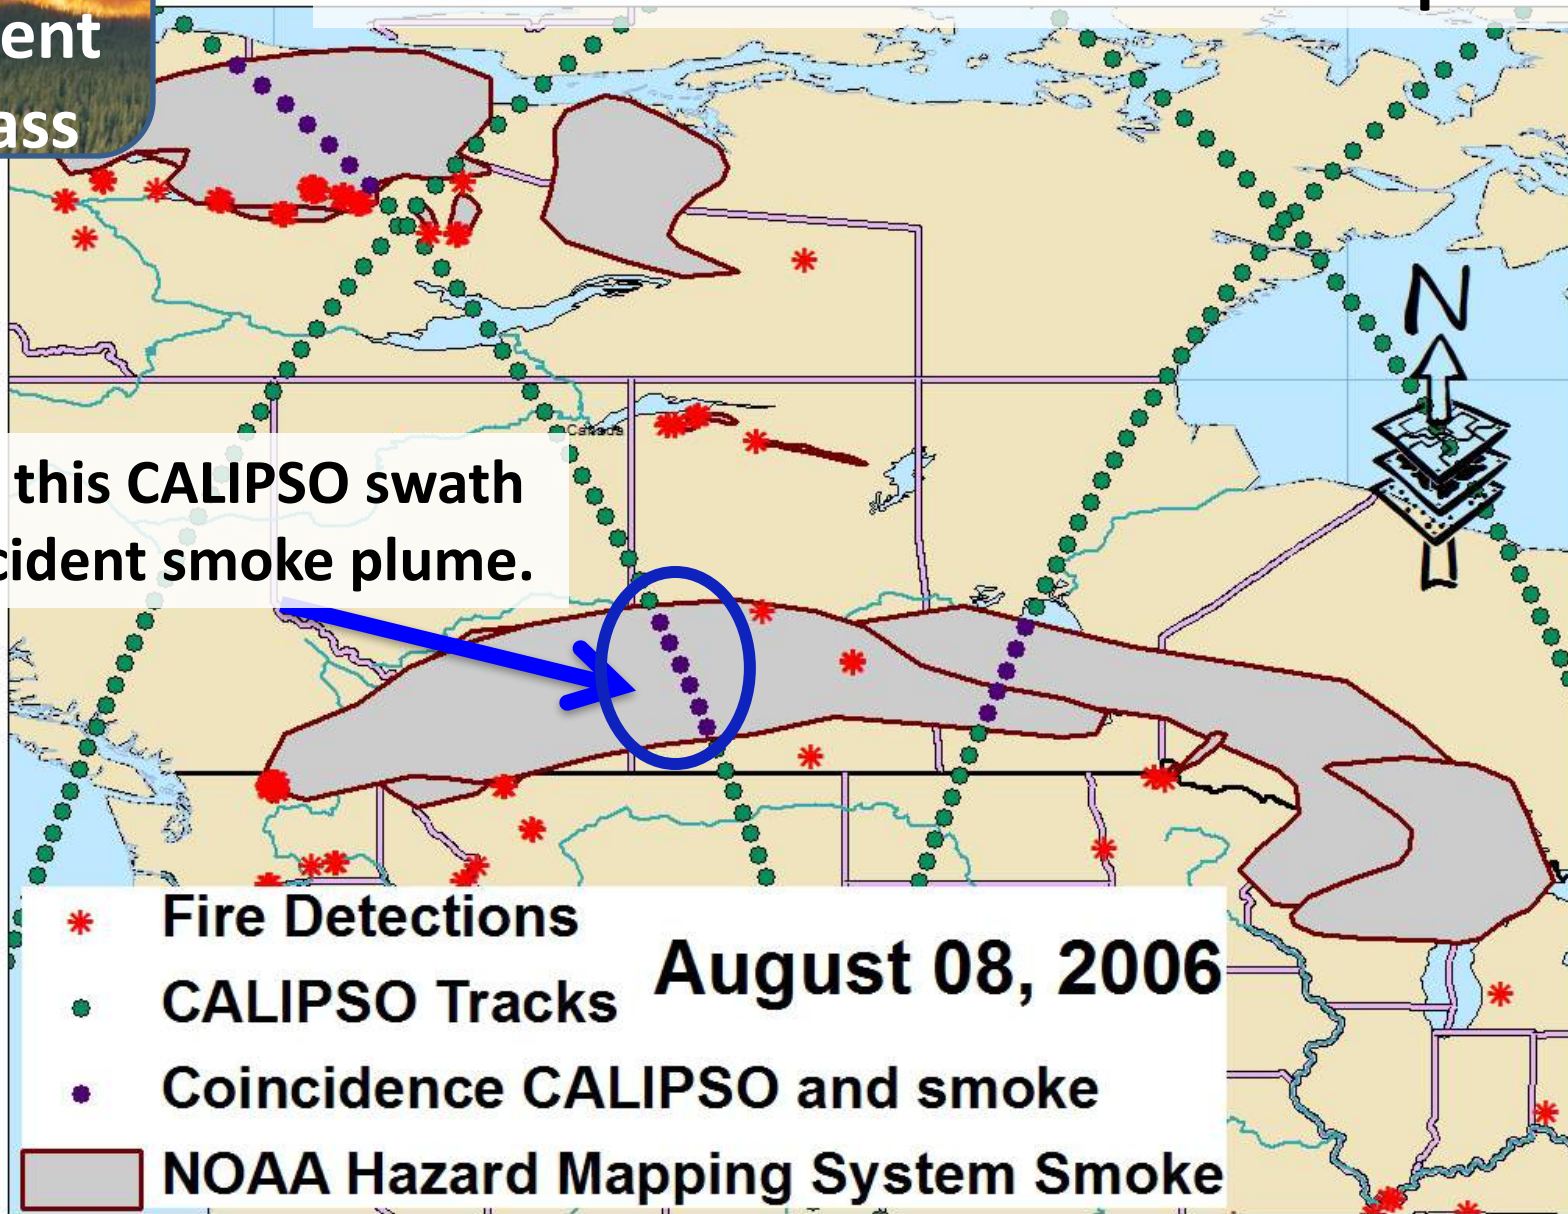 ent
ass
N
Canada
this CALIPSO swath
cident smoke plume.
Fire Detections
August 08, 2006
CALIPSO Tracks
Coincidence CALIPSO and smoke
NOAA Hazard Mapping System Smoke